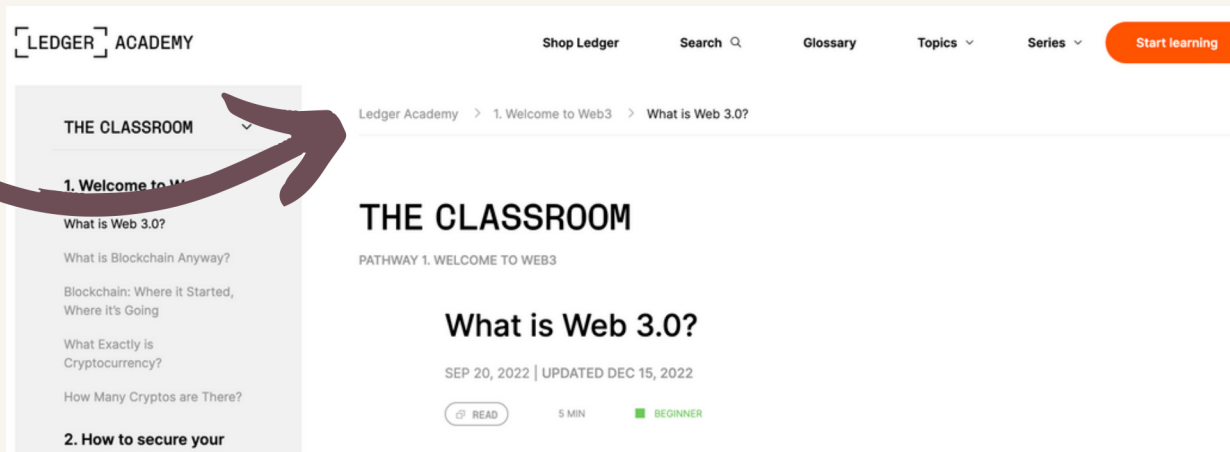 LEDGER ACADEMY
Shop Ledger
Search
Glossary
Topics
Series
Start learning
THE CLASSROOM
1. Welcome to
What is Web 3.0?
What is Blockchain Anyway?
Blockchain: Where it Started,
Where it's Going
What Exactly is
Cryptocurrency?
How Many Cryptos are There?
2. How to secure your
Ledger Academy > 1. Welcome to Web3 > What is Web 3.0?
THE CLASSROOM
PATHWAY 1. WELCOME TO WEB3
What is Web 3.0?
SEP 20, 2022 | UPDATED DEC 15, 2022
READ
5 MIN
BEGINNER